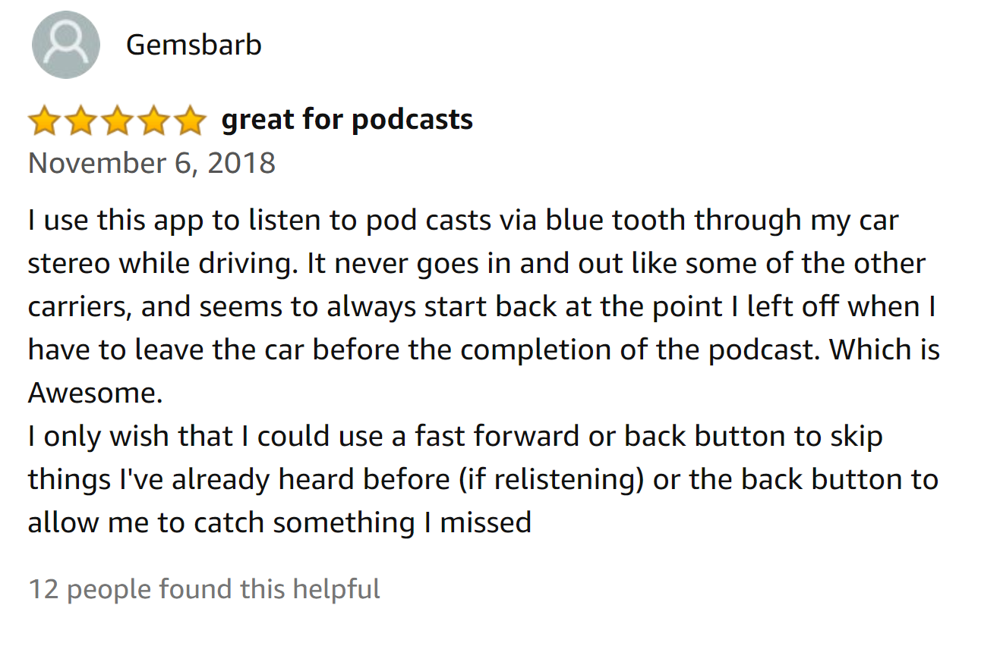 Gemsbarb
great for podcasts
November 6, 2018
I use this app to listen to pod casts via blue tooth through my car
stereo while driving. It never goes in and out like some of the other
carriers, and seems to always start back at the point I left off when I
have to leave the car before the completion of the podcast. Which is
Awesome.
I only wish that I could use a fast forward or back button to skip
things I've already heard before (if relistening) or the back button to
allow me to catch something I missed
12 people found this helpful